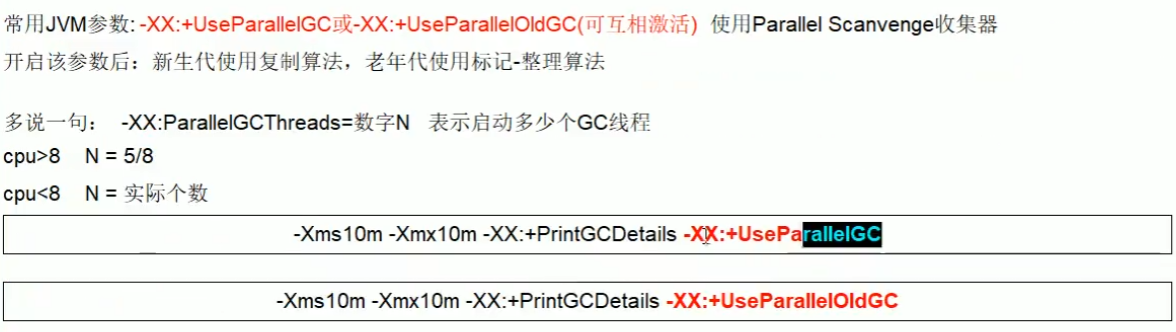 常用JVM参数: -XX:+UseParallelGC或-XX:+UseParallelOldGC(可互相激活) 使用Parallel Scanvenge收集器
开启该参数后：新生代使用复制算法，老年代使用标记-整理算法
多说一句： -XX:ParallelGCThreads=数字N 表示启动多少个GC线程
cpu>8 N = 5/8
cpu<8 N = 实际个数
-Xms10m -Xmx10m -XX:+PrintGCDetails -XX:+UseParallelGC
-Xms10m -Xmx10m -XX:+PrintGCDetails -XX:+UseParallelOldGC